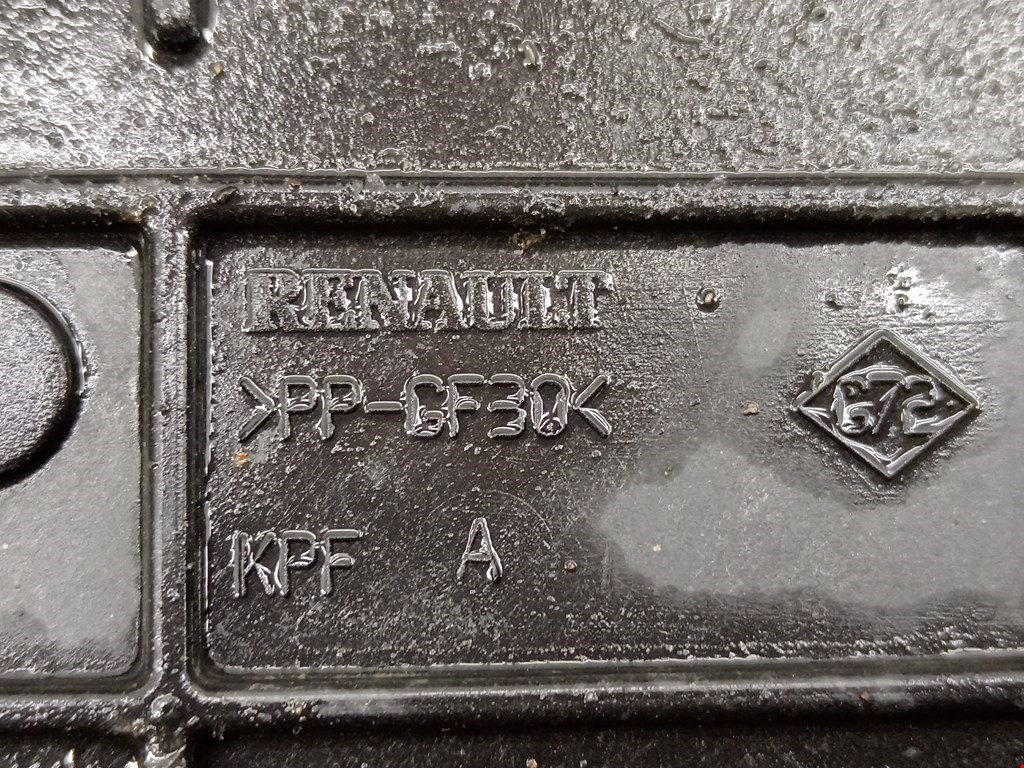 RENAULT
>PP-GF30<
672
KPF A